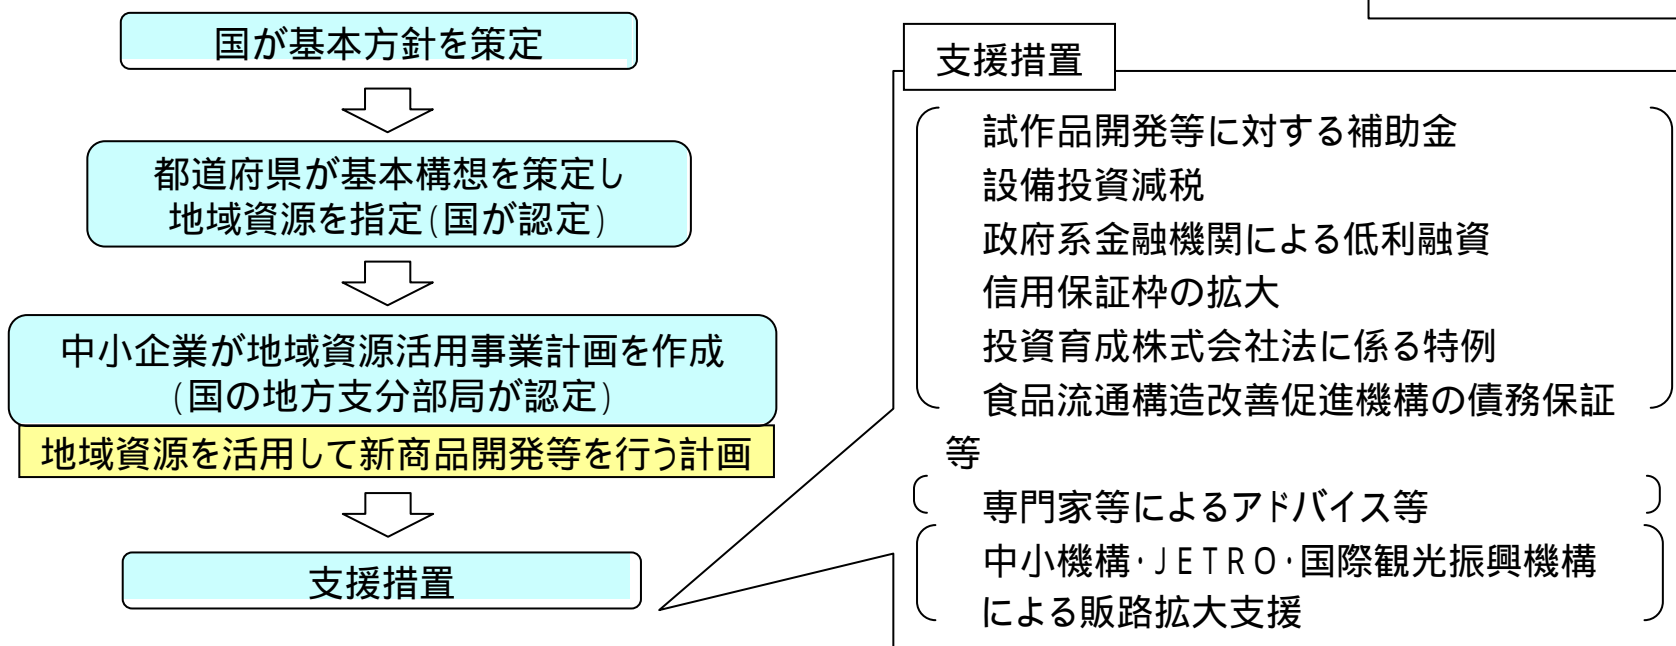 国が基本方針を策定
都道府県が基本構想を策定し
地域資源を指定(国が認定)
中小企業が地域資源活用事業計画を作成
(国の地方支分部局が認定)
地域資源を活用して新商品開発等を行う計画
支援措置
支援措置
試作品開発等に対する補助金
設備投資減税
政府系金融機関による低利融資
信用保証枠の拡大
投資育成株式会社法に係る特例
食品流通構造改善促進機構の債務保証
等
専門家等によるアドバイス等
中小機構・JETRO・国際観光振興機構
による販路拡大支援